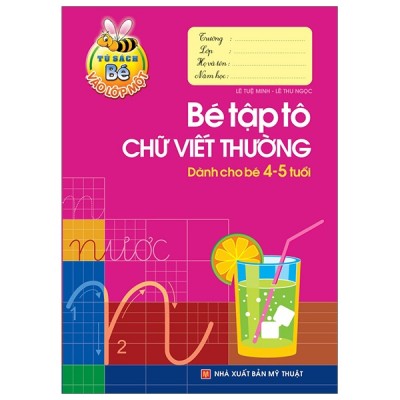 TỦ SÁCH
Bé
VÀO LỚP MỘT
Trường:
Lớp:
Họ và tên:
Năm học:
LÊ TUỆ MINH - LÊ THU NGỌC
Bé tập tô
CHỮ VIẾT THƯỜNG
Dành cho bé 4-5 tuổi
n
nước
n
1
2
NHÀ XUẤT BẢN MỸ THUẬT